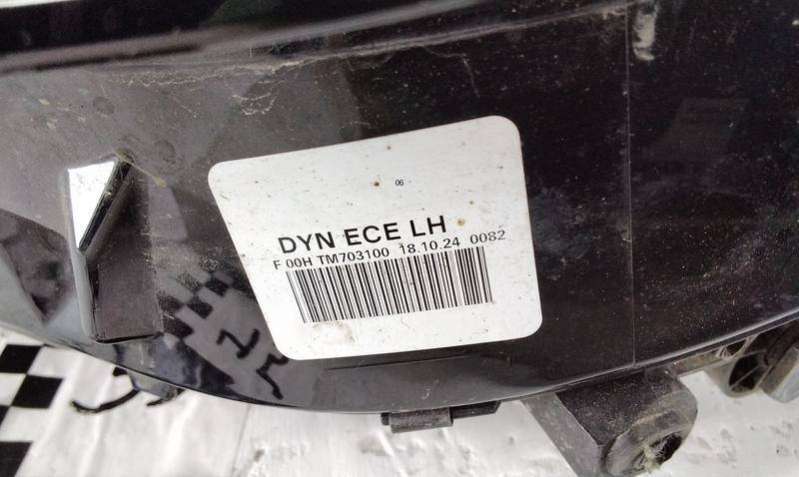 06
DYN ECE LH
F 00H TM703100 18.10.24 0082